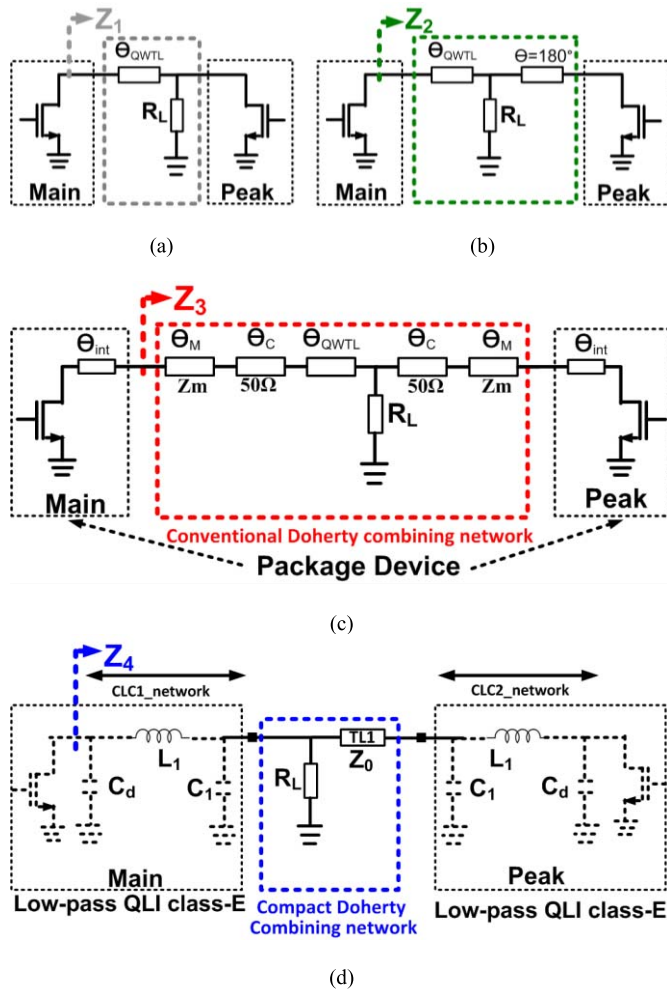 Z1
ΘQWTL
RL
Main
Peak
(a)
Z2
ΘQWTL
Θ=180°
RL
Main
Peak
(b)
Z3
Θint
ΘM
ΘC
ΘQWTL
ΘC
ΘM
Θint
Zm
50Ω
50Ω
Zm
RL
Main
Peak
Conventional Doherty combining network
Package Device
(c)
Z4
CLC1_network
CLC2_network
L1
Cd
C1
TL1
Z0
RL
C1
L1
Cd
Main
Peak
Low-pass QLI class-E
Compact Doherty
Combining network
Low-pass QLI class-E
(d)